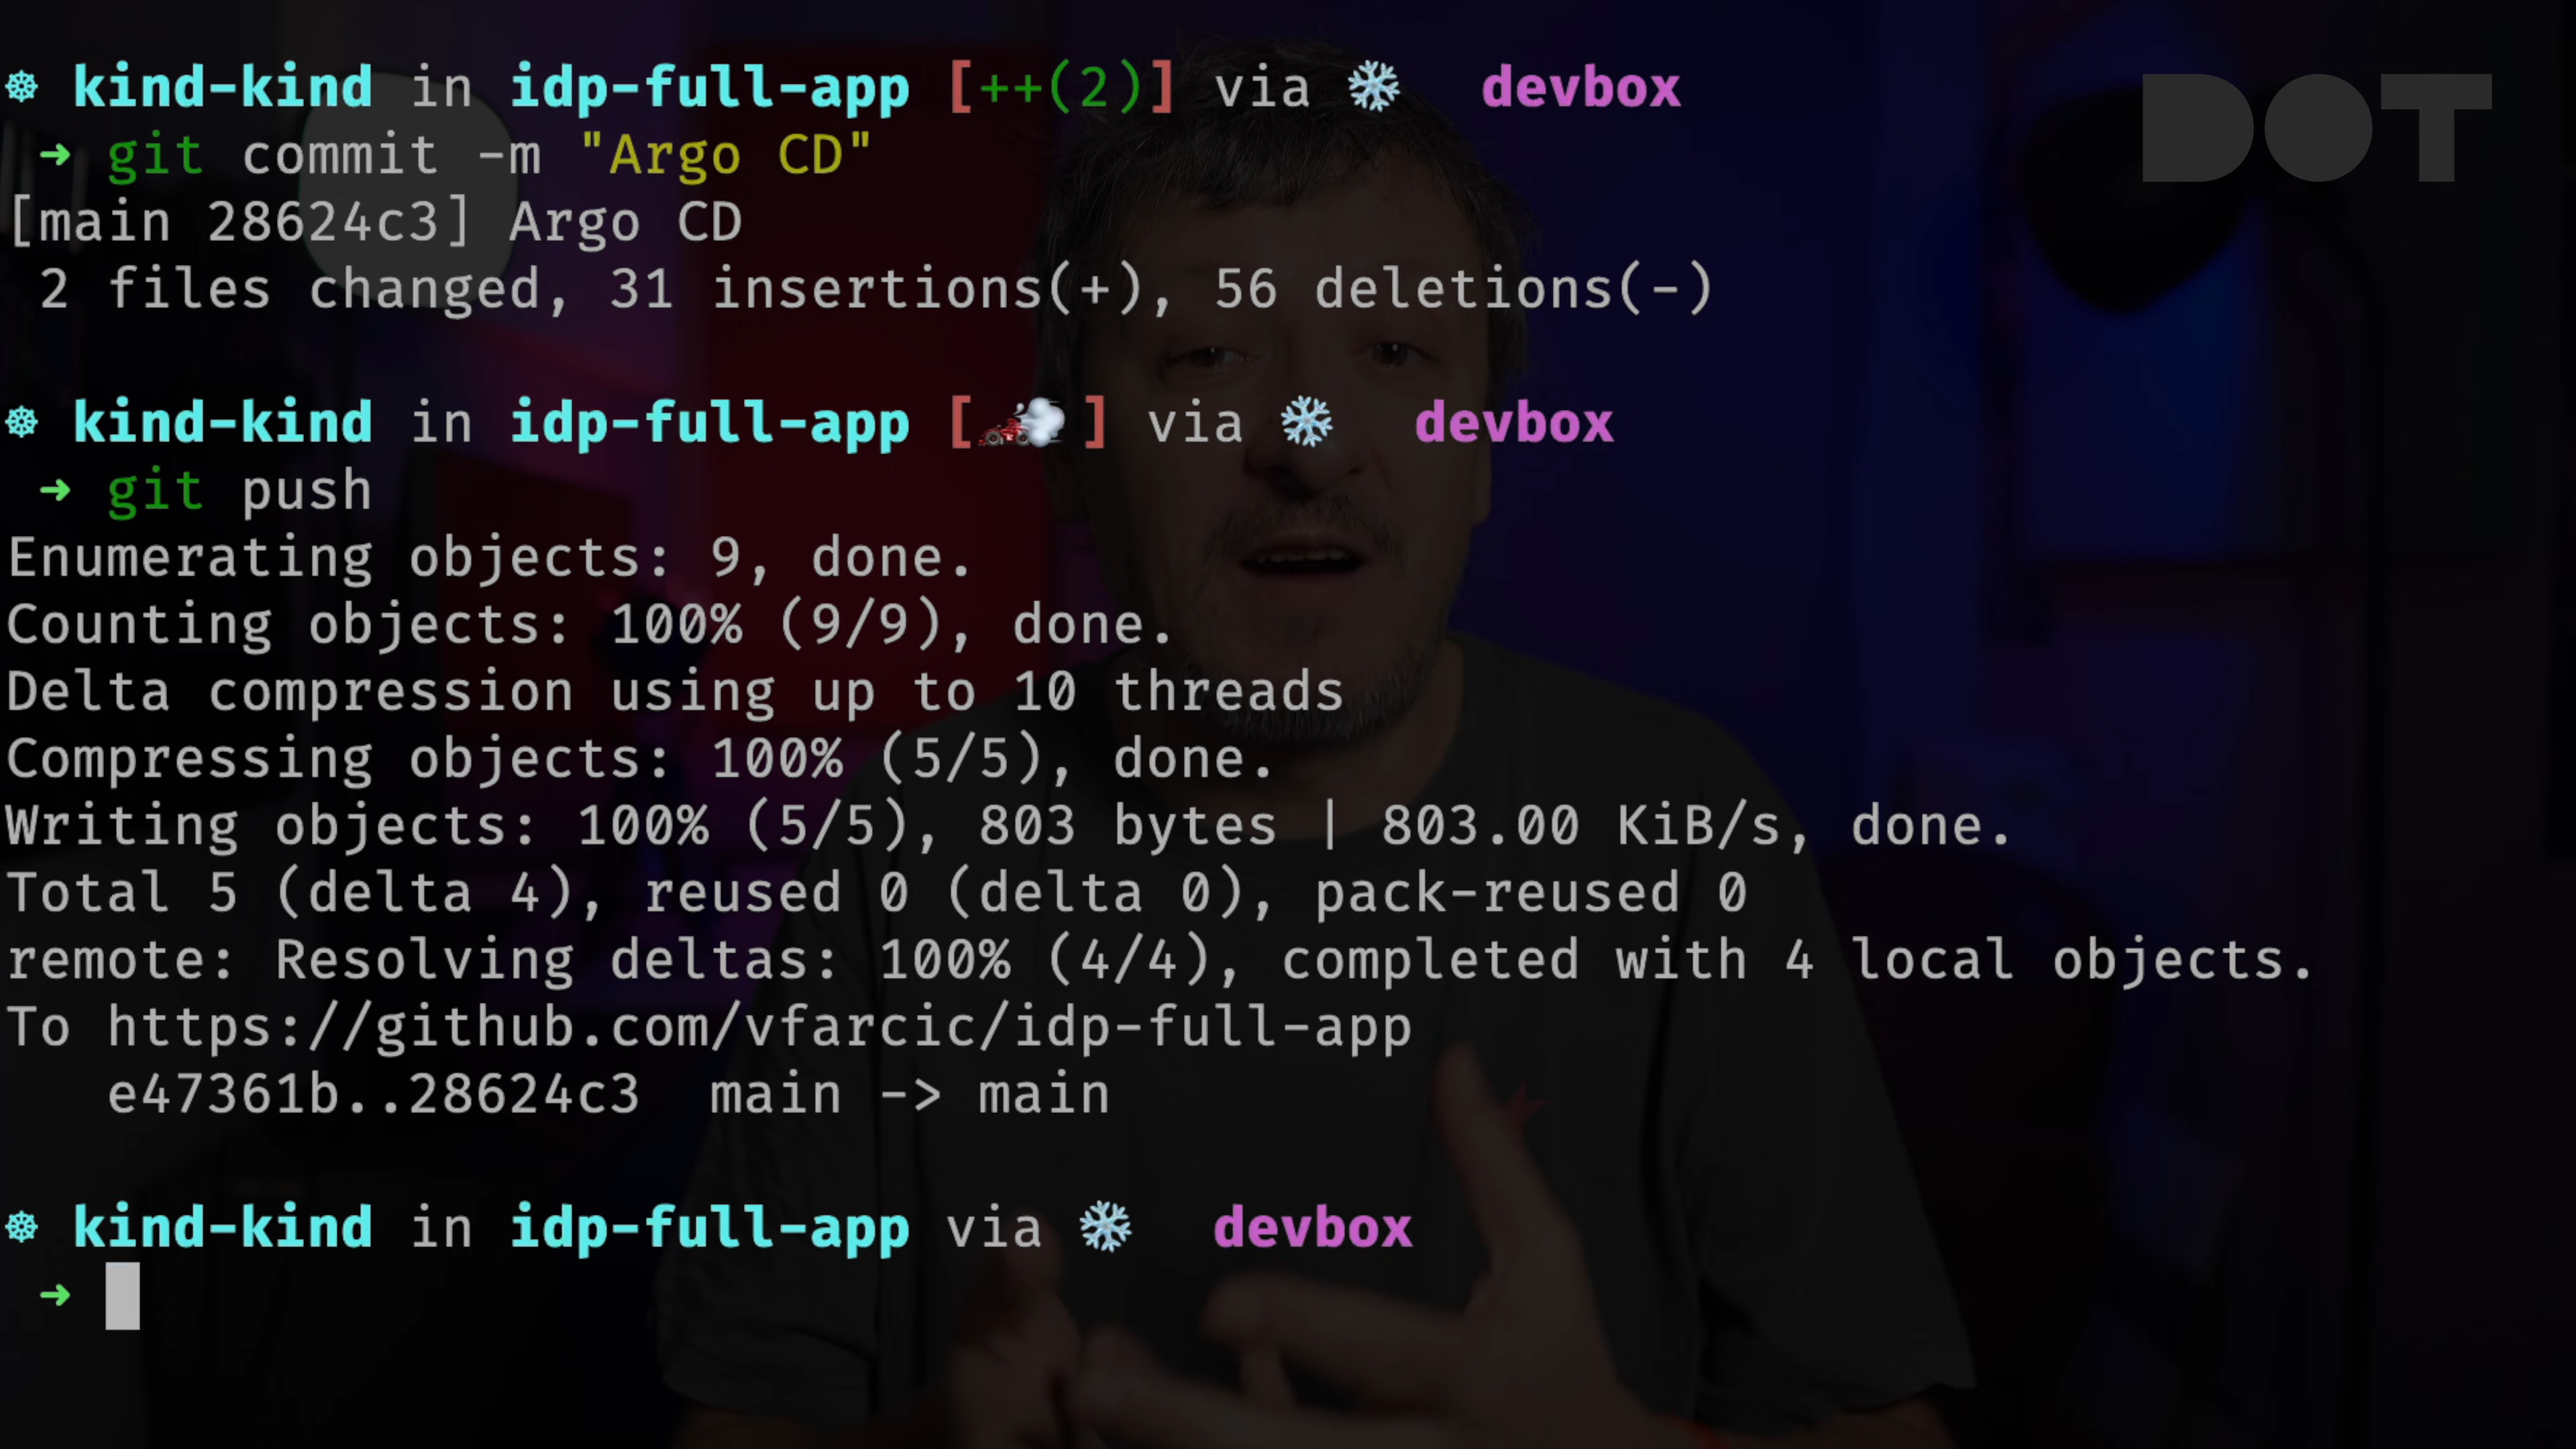 ☸ kind-kind in idp-full-app [++(2)] via ❄️ devbox
DOT
➜ git commit -m "Argo CD"
[main 28624c3] Argo CD
2 files changed, 31 insertions(+), 56 deletions(-)
☸ kind-kind in idp-full-app [🏎️💨] via ❄️ devbox
➜ git push
Enumerating objects: 9, done.
Counting objects: 100% (9/9), done.
Delta compression using up to 10 threads
Compressing objects: 100% (5/5), done.
Writing objects: 100% (5/5), 803 bytes | 803.00 KiB/s, done.
Total 5 (delta 4), reused 0 (delta 0), pack-reused 0
remote: Resolving deltas: 100% (4/4), completed with 4 local objects.
To https://github.com/vfarcic/idp-full-app
e47361b..28624c3 main -> main
☸ kind-kind in idp-full-app via ❄️ devbox
➜